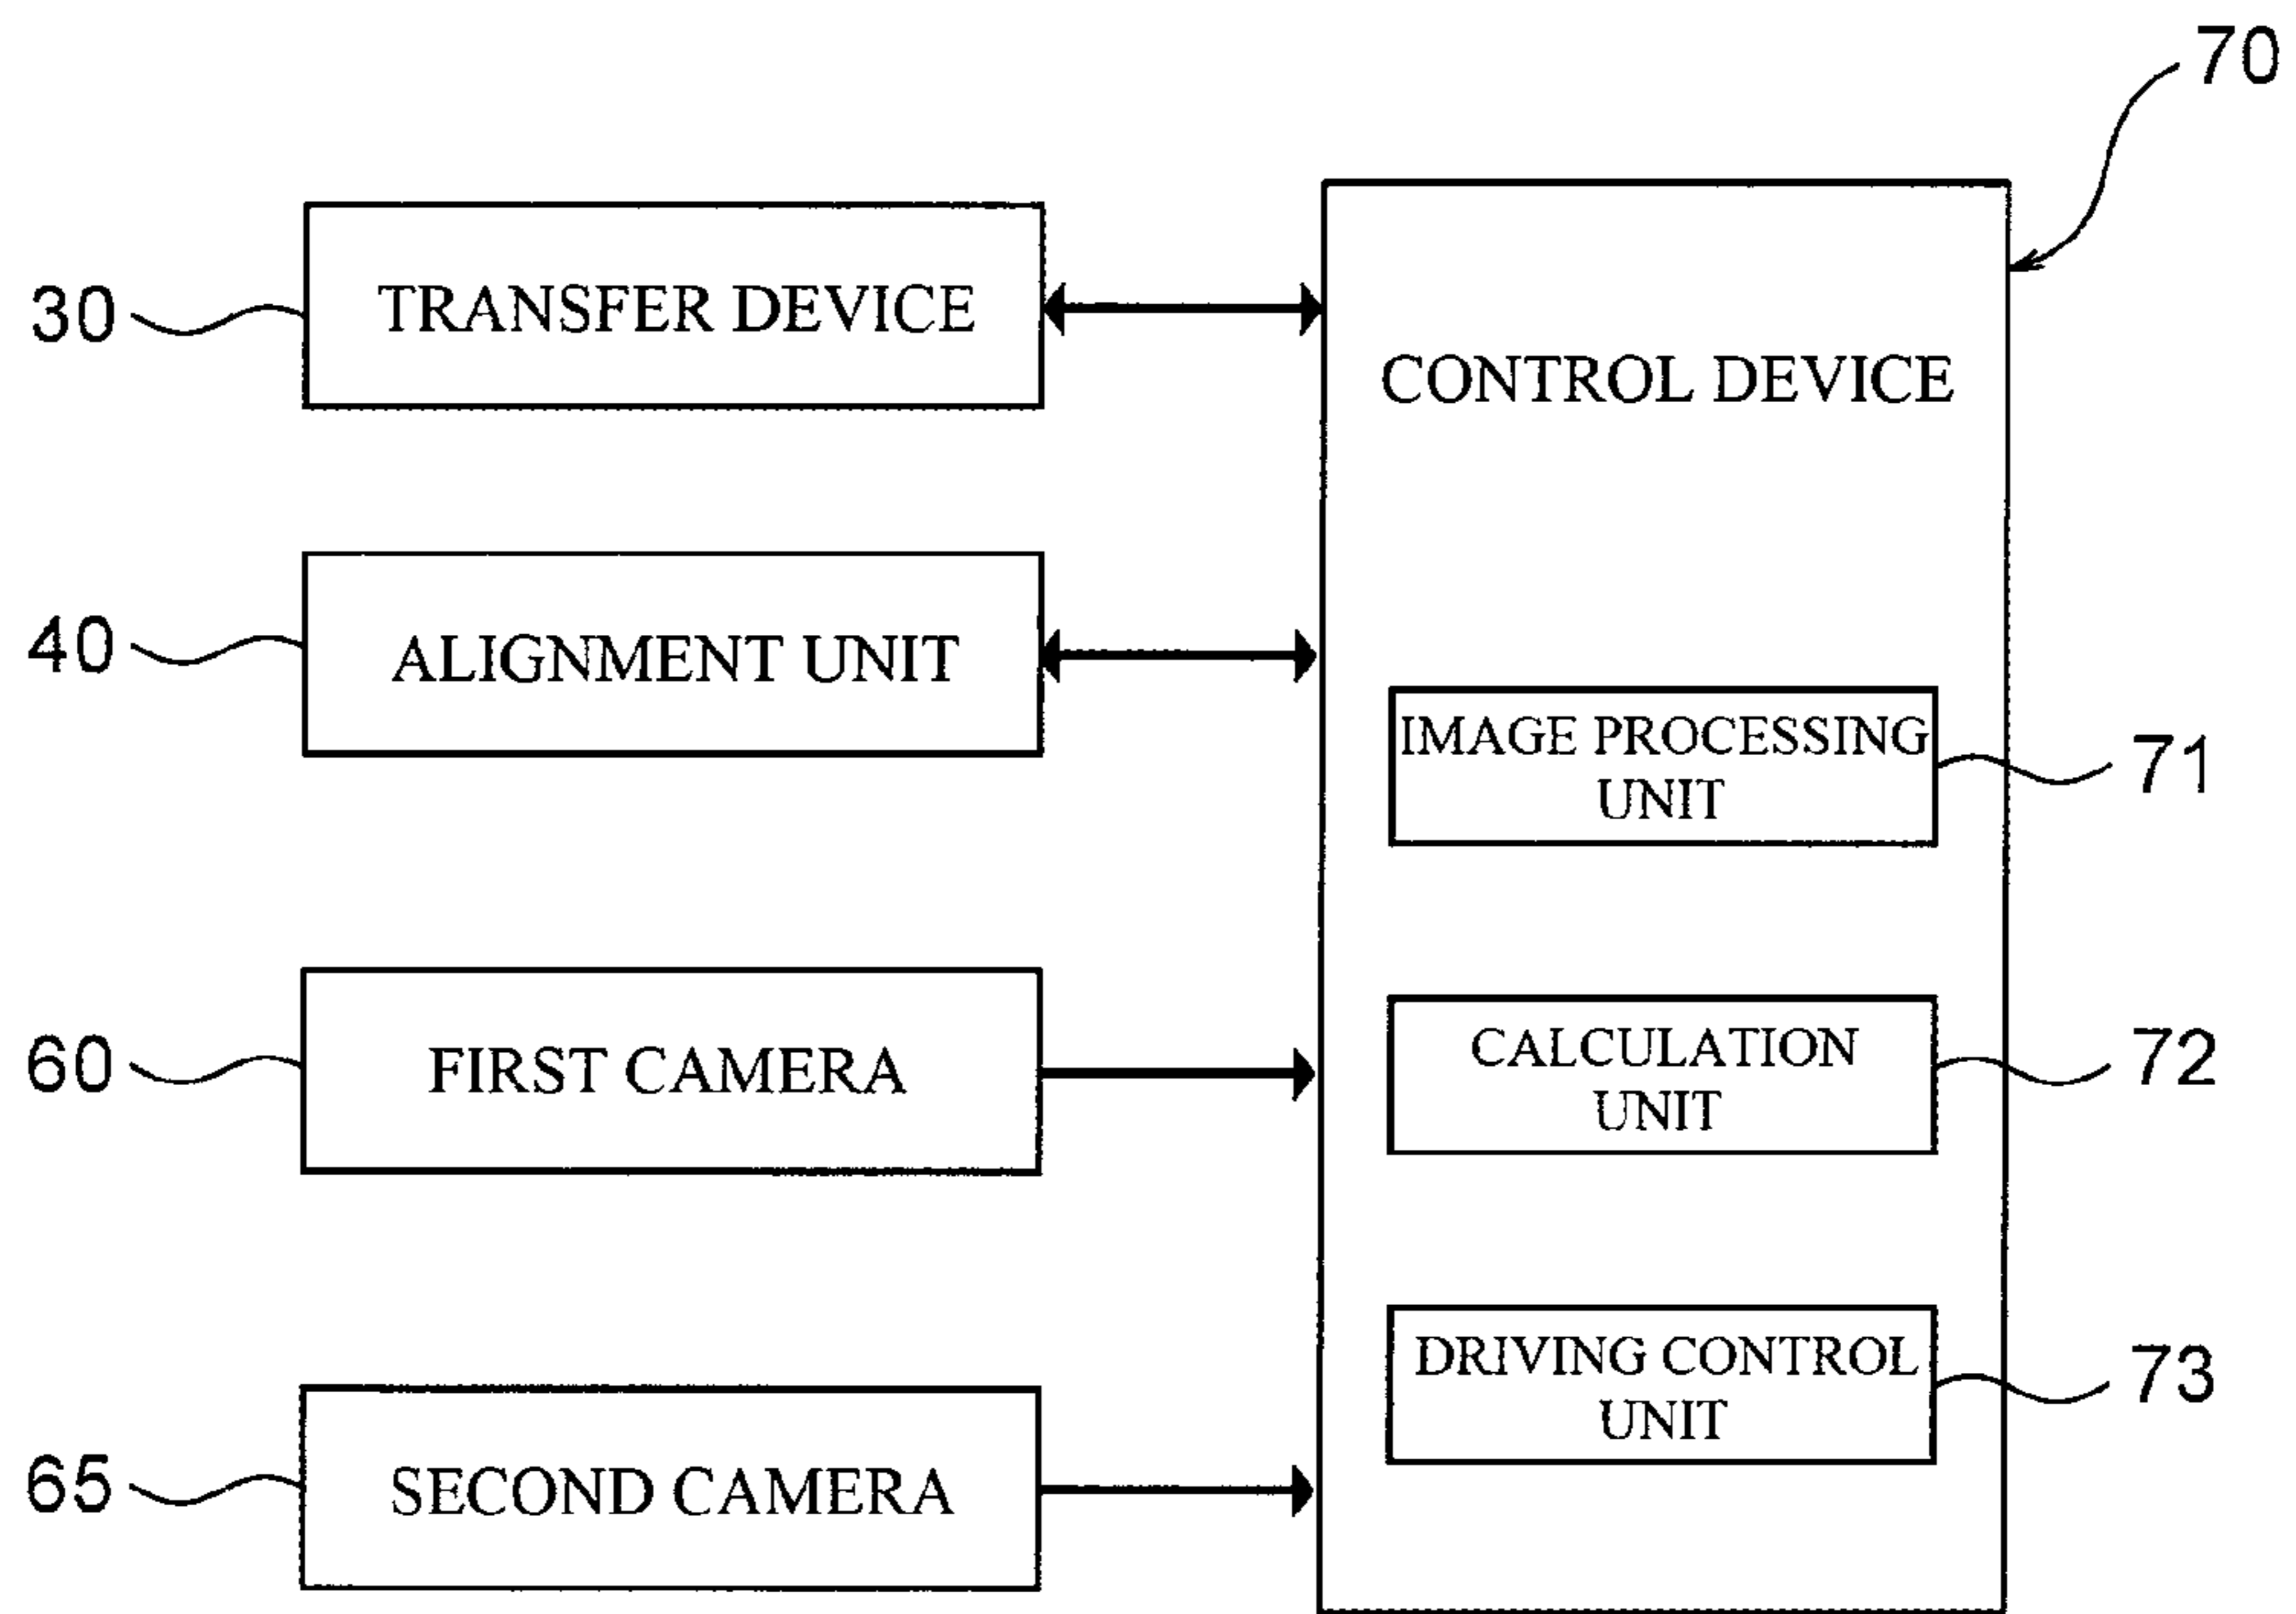 70
30
TRANSFER DEVICE
CONTROL DEVICE
40
ALIGNMENT UNIT
IMAGE PROCESSING
UNIT
71
60
FIRST CAMERA
CALCULATION
UNIT
72
DRIVING CONTROL
UNIT
73
65
SECOND CAMERA